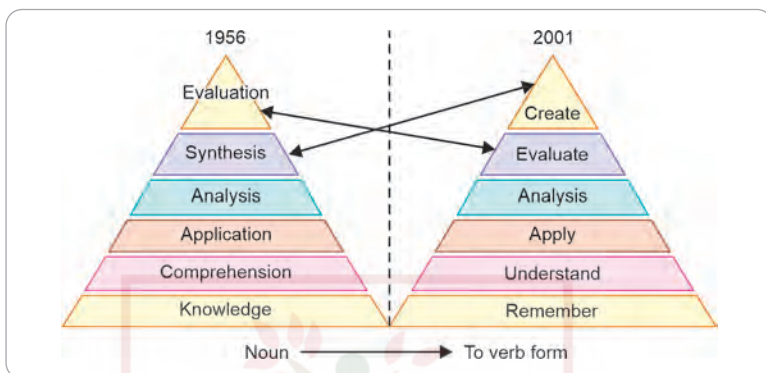 1956 2001
Evaluation Create
Synthesis Evaluate
Analysis Analysis
Application Apply
Comprehension Understand
Knowledge Remember
Noun To verb form